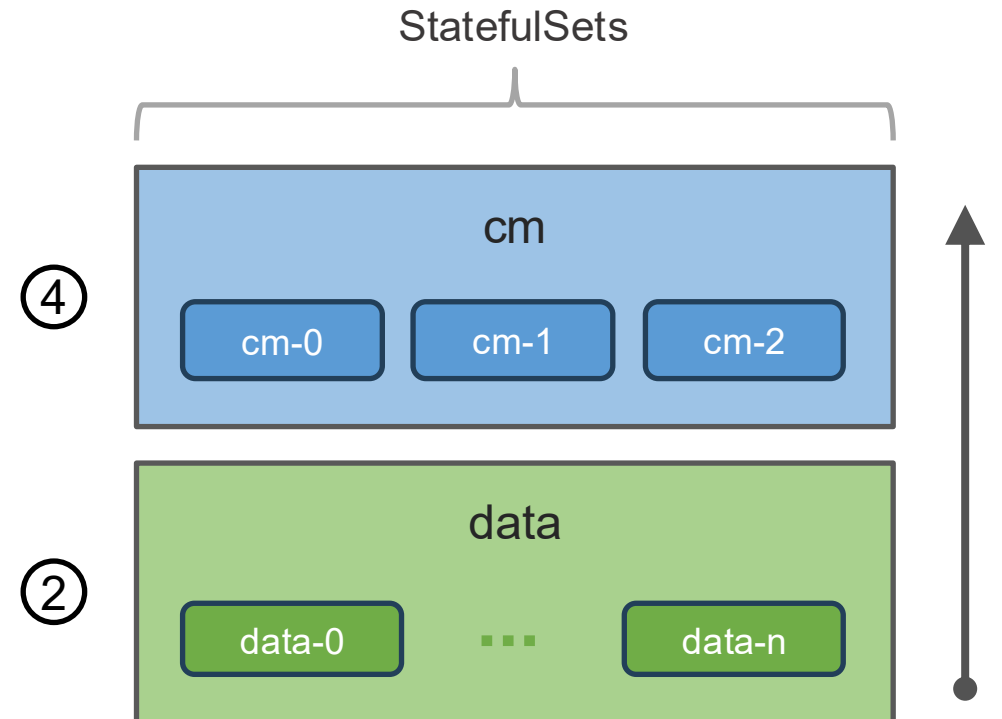 StatefulSets
cm
4
cm-0 cm-1 cm-2
data
2
data-0 ... data-n